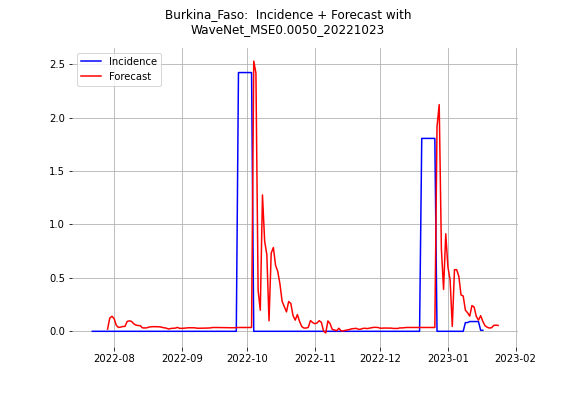 Burkina_Faso:  Incidence + Forecast with
WaveNet_MSE0.0050_20221023
Incidence
Forecast
2.5
2.0
1.5
1.0
0.5
0.0
2022-08 2022-09 2022-10 2022-11 2022-12 2023-01 2023-02